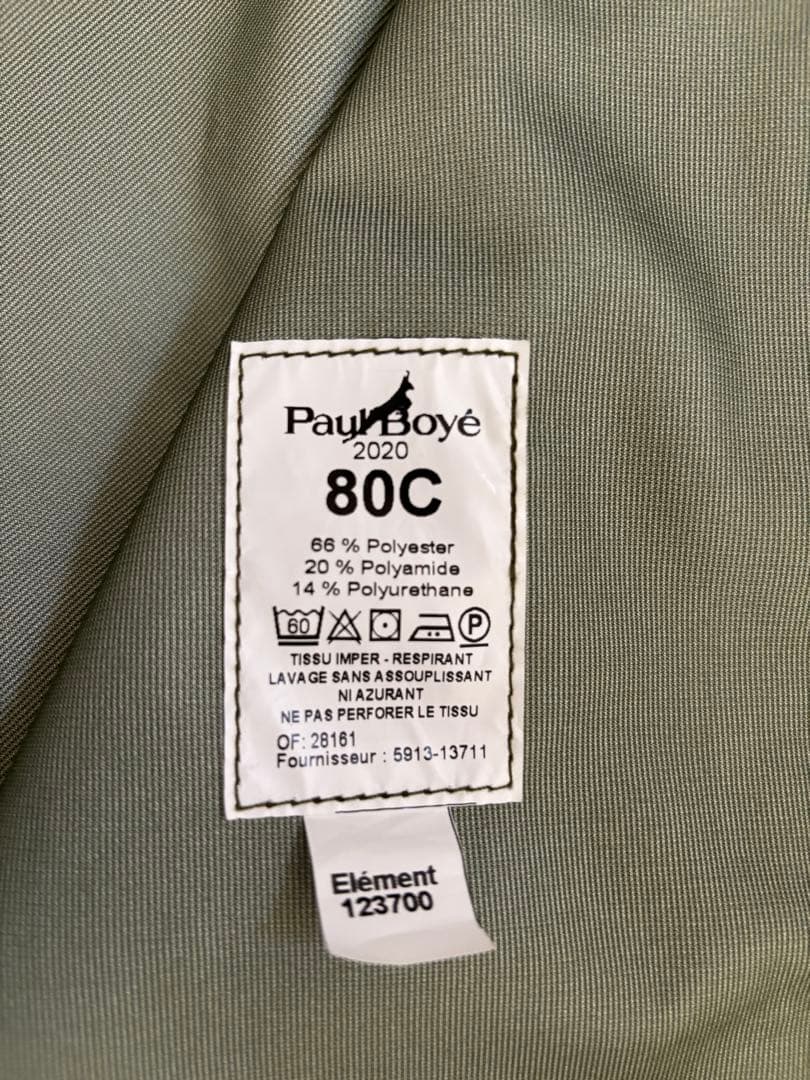 Paul Boyé
2020
80C
66 % Polyester
20 % Polyamide
14 % Polyurethane
60 P
TISSU IMPER - RESPIRANT
LAVAGE SANS ASSOUPLISSANT
NI AZURANT
NE PAS PERFORER LE TISSU
OF: 28161
Fournisseur : 5913-13711
Elément
123700